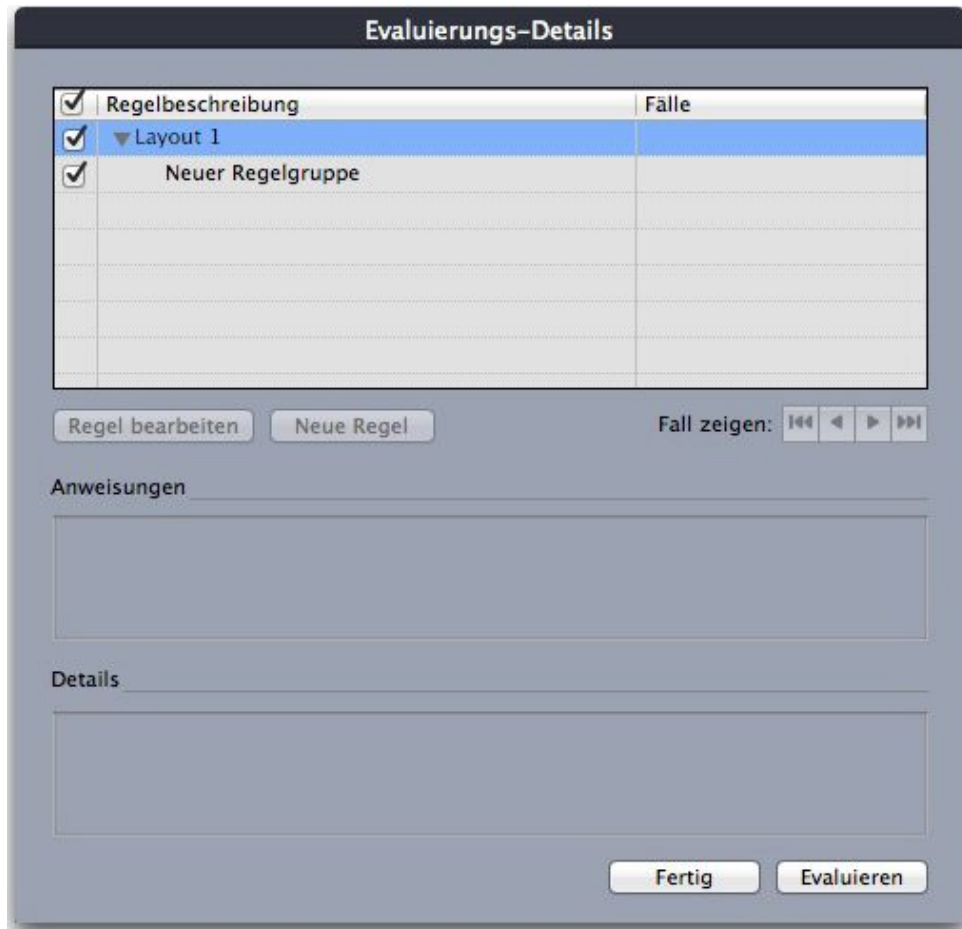 Evaluierungs-Details
Regelbeschreibung Fälle
Layout 1
Neuer Regelgruppe
Regel bearbeiten Neue Regel Fall zeigen:
Anweisungen
Details
Fertig Evaluieren